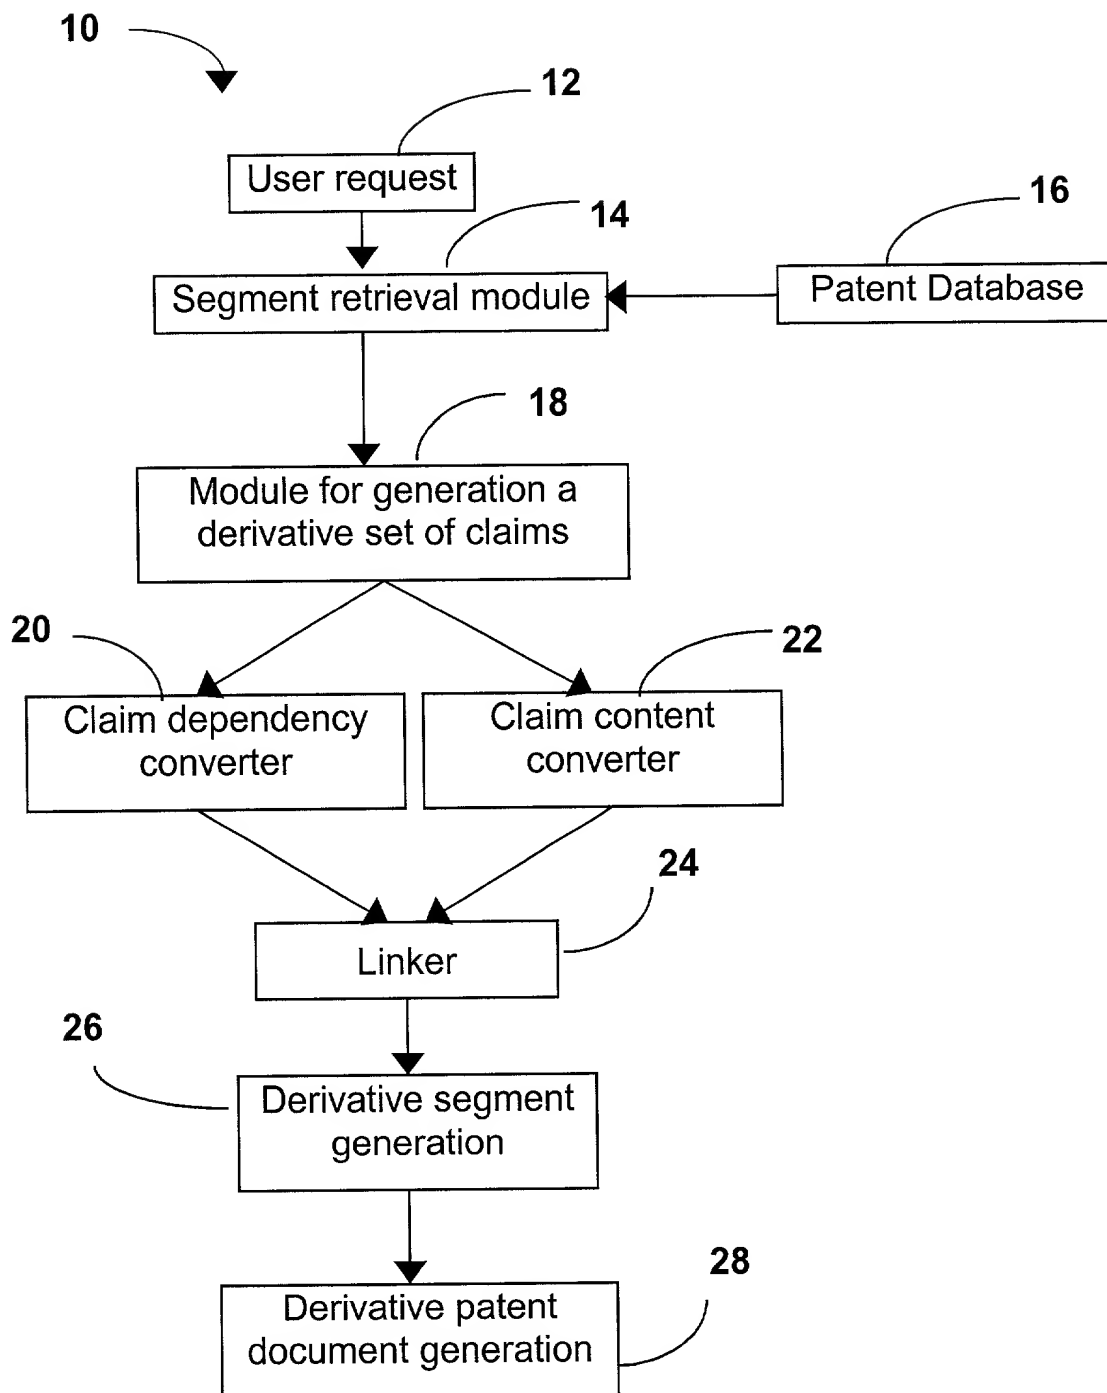 10
12
User request
14
16
Segment retrieval module
Patent Database
18
Module for generation a
derivative set of claims
20
22
Claim dependency
converter
Claim content
converter
24
Linker
26
Derivative segment
generation
28
Derivative patent
document generation